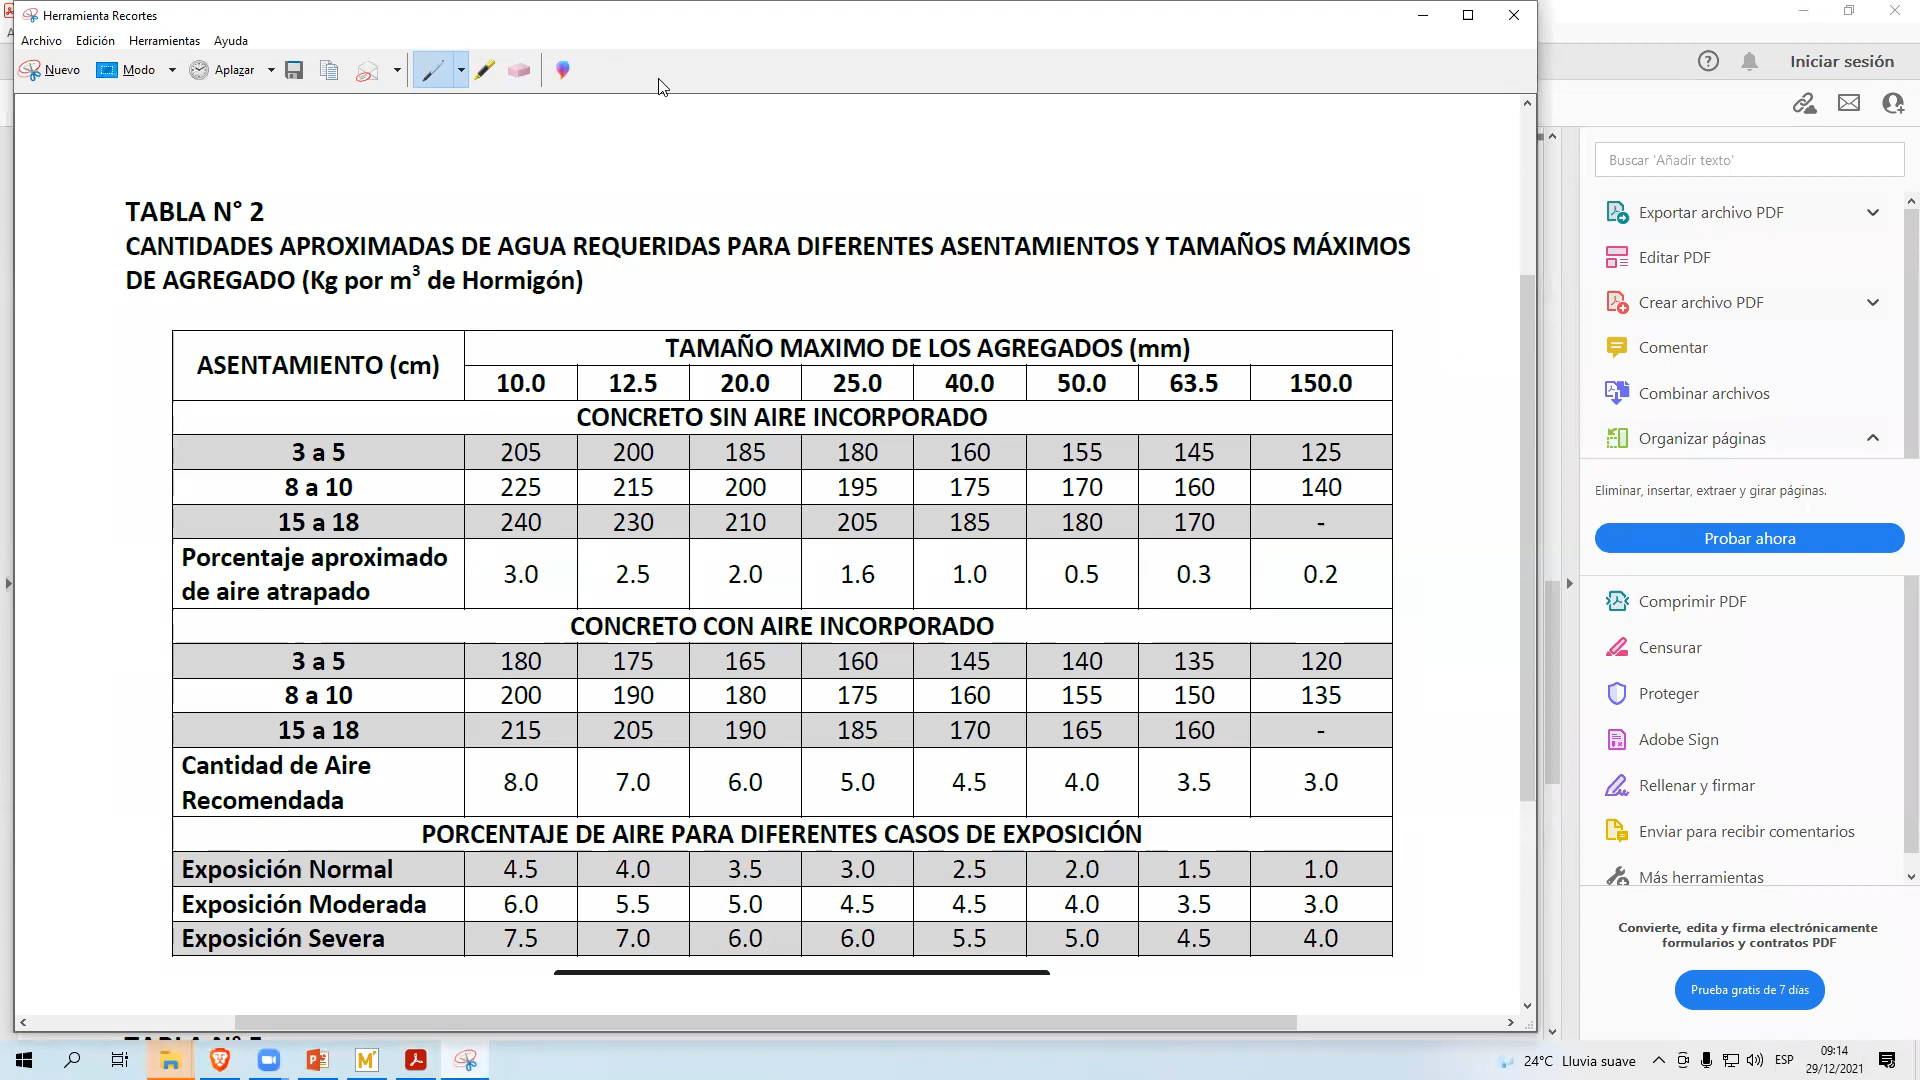 Herramienta Recortes
Archivo Edición Herramientas Ayuda
Nuevo Modo Aplazar
TABLA N° 2
CANTIDADES APROXIMADAS DE AGUA REQUERIDAS PARA DIFERENTES ASENTAMIENTOS Y TAMAÑOS MÁXIMOS
DE AGREGADO (Kg por m³ de Hormigón)
ASENTAMIENTO (cm) TAMAÑO MAXIMO DE LOS AGREGADOS (mm)
10.0 12.5 20.0 25.0 40.0 50.0 63.5 150.0
CONCRETO SIN AIRE INCORPORADO
3 a 5 205 200 185 180 160 155 145 125
8 a 10 225 215 200 195 175 170 160 140
15 a 18 240 230 210 205 185 180 170 -
Porcentaje aproximado
de aire atrapado 3.0 2.5 2.0 1.6 1.0 0.5 0.3 0.2
CONCRETO CON AIRE INCORPORADO
3 a 5 180 175 165 160 145 140 135 120
8 a 10 200 190 180 175 160 155 150 135
15 a 18 215 205 190 185 170 165 160 -
Cantidad de Aire
Recomendada 8.0 7.0 6.0 5.0 4.5 4.0 3.5 3.0
PORCENTAJE DE AIRE PARA DIFERENTES CASOS DE EXPOSICIÓN
Exposición Normal 4.5 4.0 3.5 3.0 2.5 2.0 1.5 1.0
Exposición Moderada 6.0 5.5 5.0 4.5 4.5 4.0 3.5 3.0
Exposición Severa 7.5 7.0 6.0 6.0 5.5 5.0 4.5 4.0
Iniciar sesión
Buscar 'Añadir texto'
Exportar archivo PDF
Editar PDF
Crear archivo PDF
Comentar
Combinar archivos
Organizar páginas
Eliminar, insertar, extraer y girar páginas.
Probar ahora
Comprimir PDF
Censurar
Proteger
Adobe Sign
Rellenar y firmar
Enviar para recibir comentarios
Más herramientas
Convierte, edita y firma electrónicamente
formularios y contratos PDF
Prueba gratis de 7 días
24°C Lluvia suave
ESP
09:14
29/12/2021